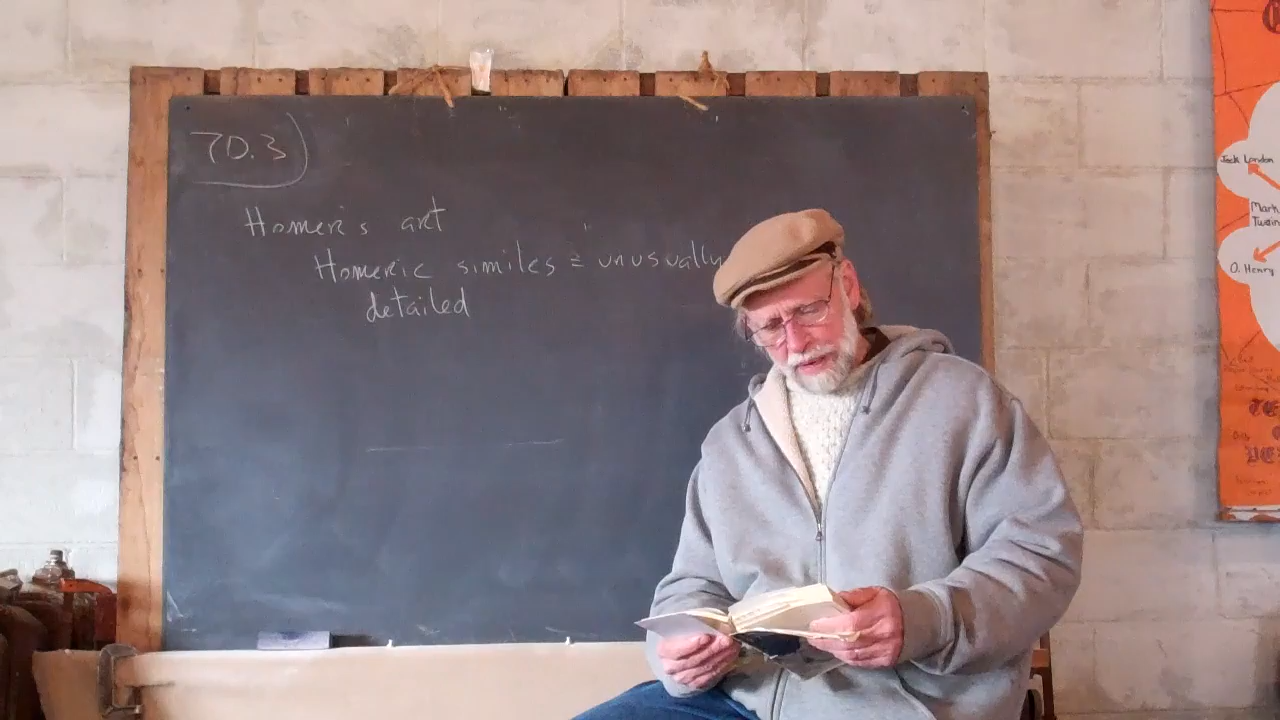 70.3)
Homer's art
Homeric similes = unusually
detailed
Jack London
Mark
Twain
O. Henry